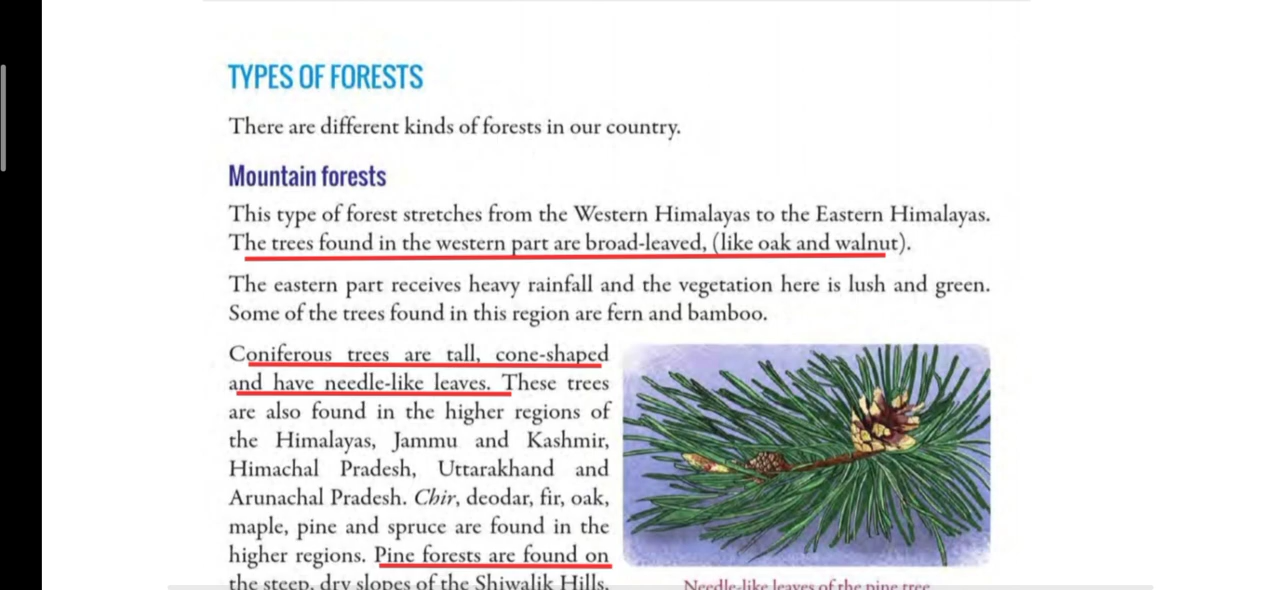 TYPES OF FORESTS
There are different kinds of forests in our country.
Mountain forests
This type of forest stretches from the Western Himalayas to the Eastern Himalayas.
The trees found in the western part are broad-leaved, (like oak and walnut).
The eastern part receives heavy rainfall and the vegetation here is lush and green.
Some of the trees found in this region are fern and bamboo.
Coniferous trees are tall, cone-shaped
and have needle-like leaves. These trees
are also found in the higher regions of
the Himalayas, Jammu and Kashmir,
Himachal Pradesh, Uttarakhand and
Arunachal Pradesh. Chir, deodar, fir, oak,
maple, pine and spruce are found in the
higher regions. Pine forests are found on
the steep, dry slopes of the Shiwalik Hills,
Needle-like leaves of the pine tree